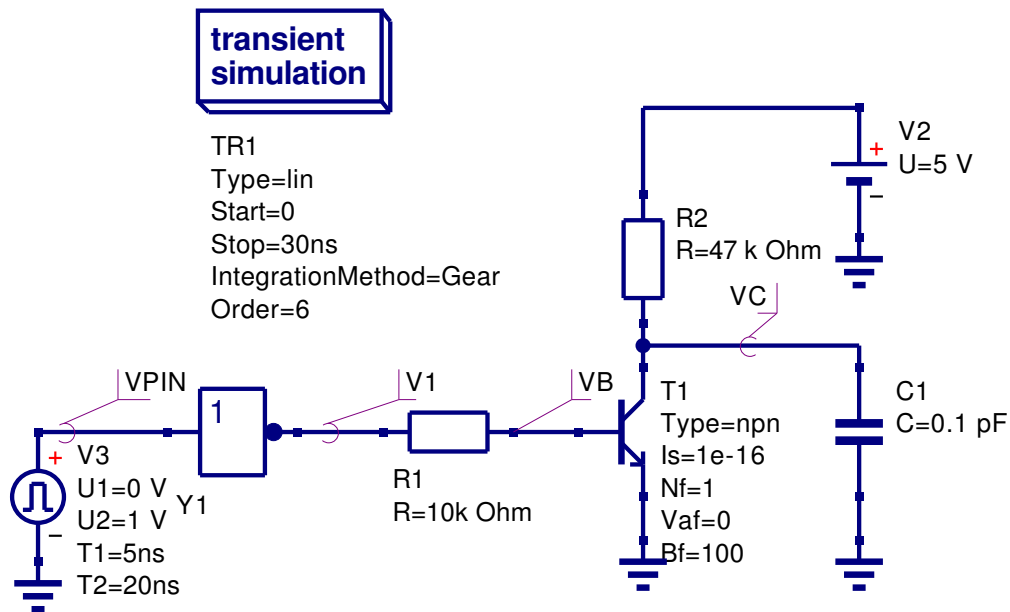 transient
simulation
TR1
Type=lin
Start=0
Stop=30ns
IntegrationMethod=Gear
Order=6
+
V2
U=5 V
–
R2
R=47 k Ohm
VC
VPIN
1
V1
VB
T1
Type=npn
Is=1e-16
Nf=1
Vaf=0
Bf=100
C1
C=0.1 pF
R1
R=10k Ohm
+
V3
U1=0 V
U2=1 V
–
T1=5ns
T2=20ns
Y1